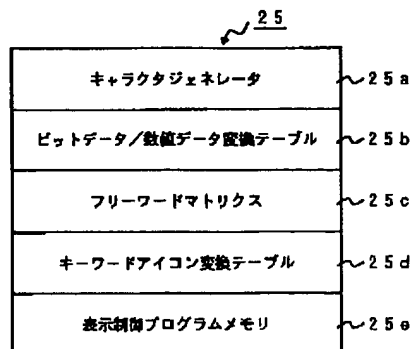 25
キャラクタジェネレータ 25a
ビットデータ/数値データ変換テーブル 25b
フリーワードマトリクス 25c
キーワードアイコン変換テーブル 25d
表示制御プログラムメモリ 25e